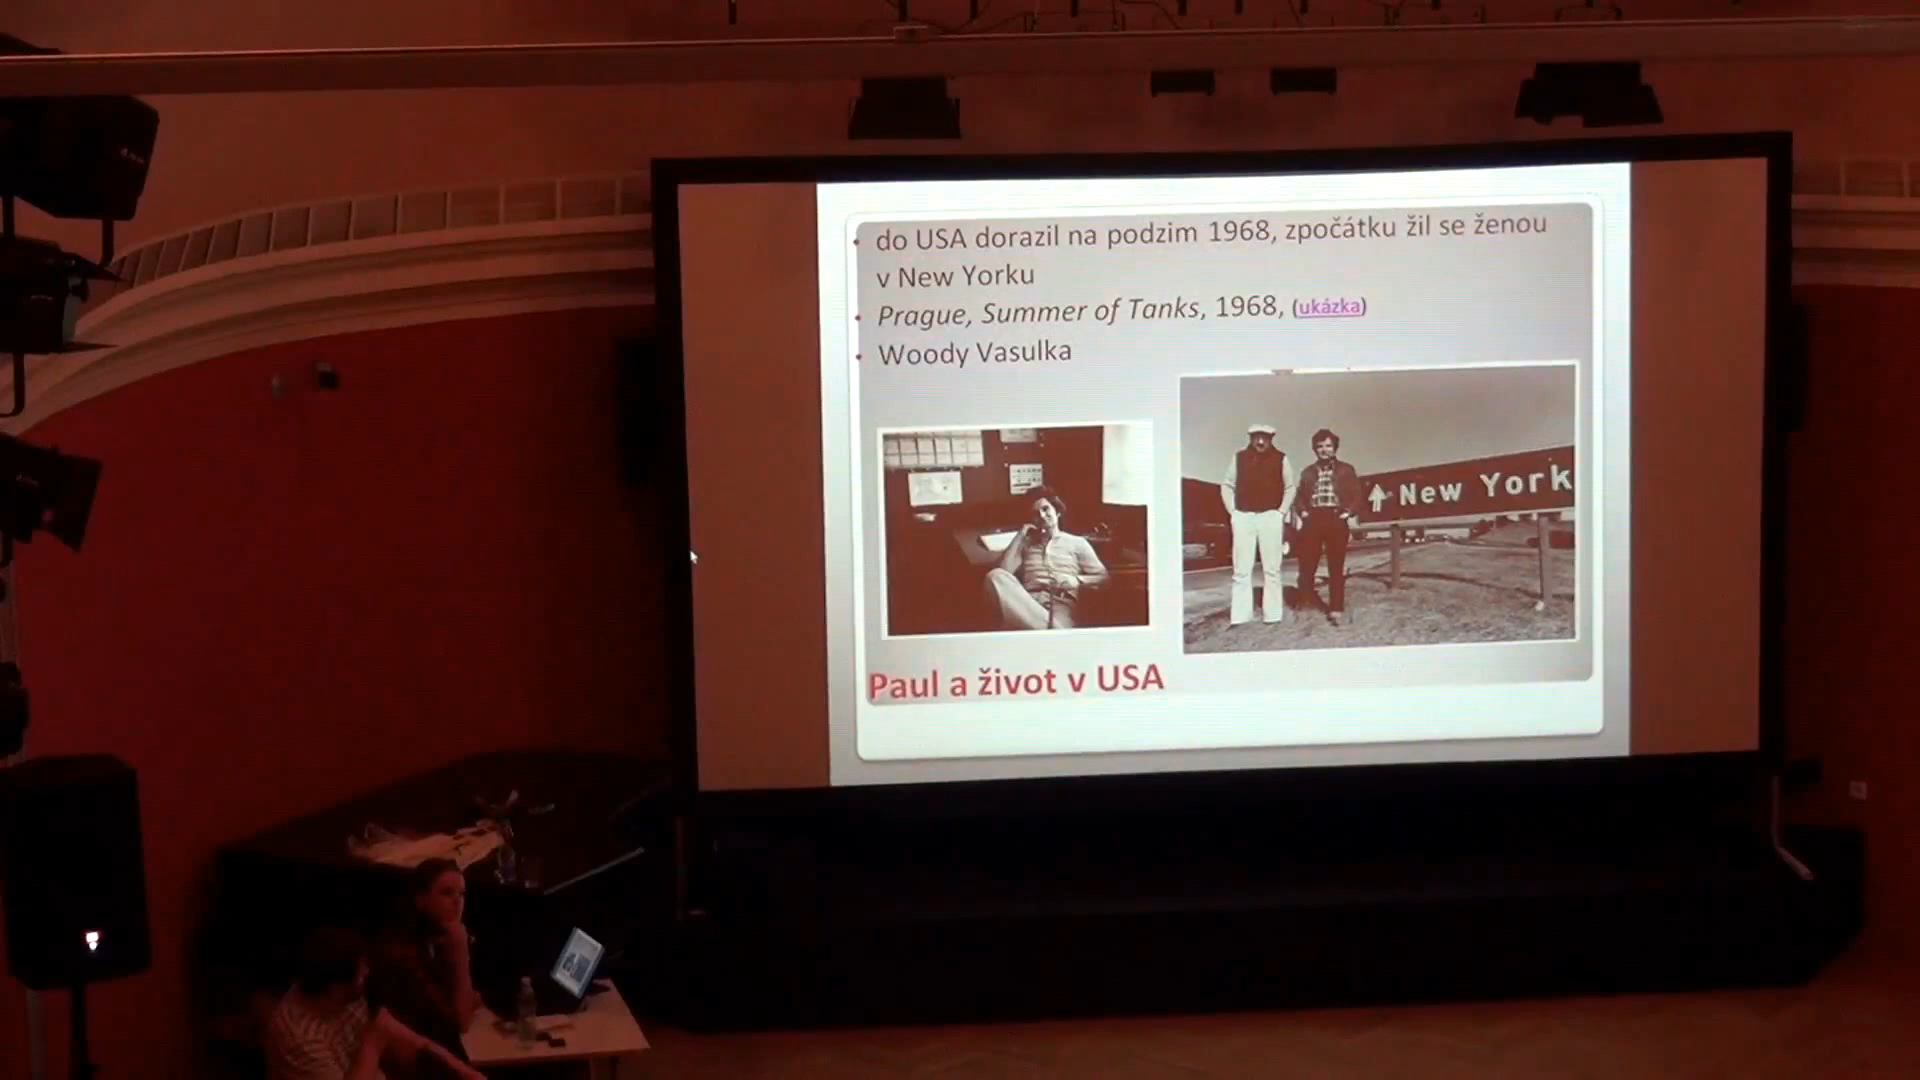 do USA dorazil na podzim 1968, zpočátku žil se ženou
v New Yorku
Prague, Summer of Tanks, 1968, (ukázka)
Woody Vasulka
New York
Paul a život v USA